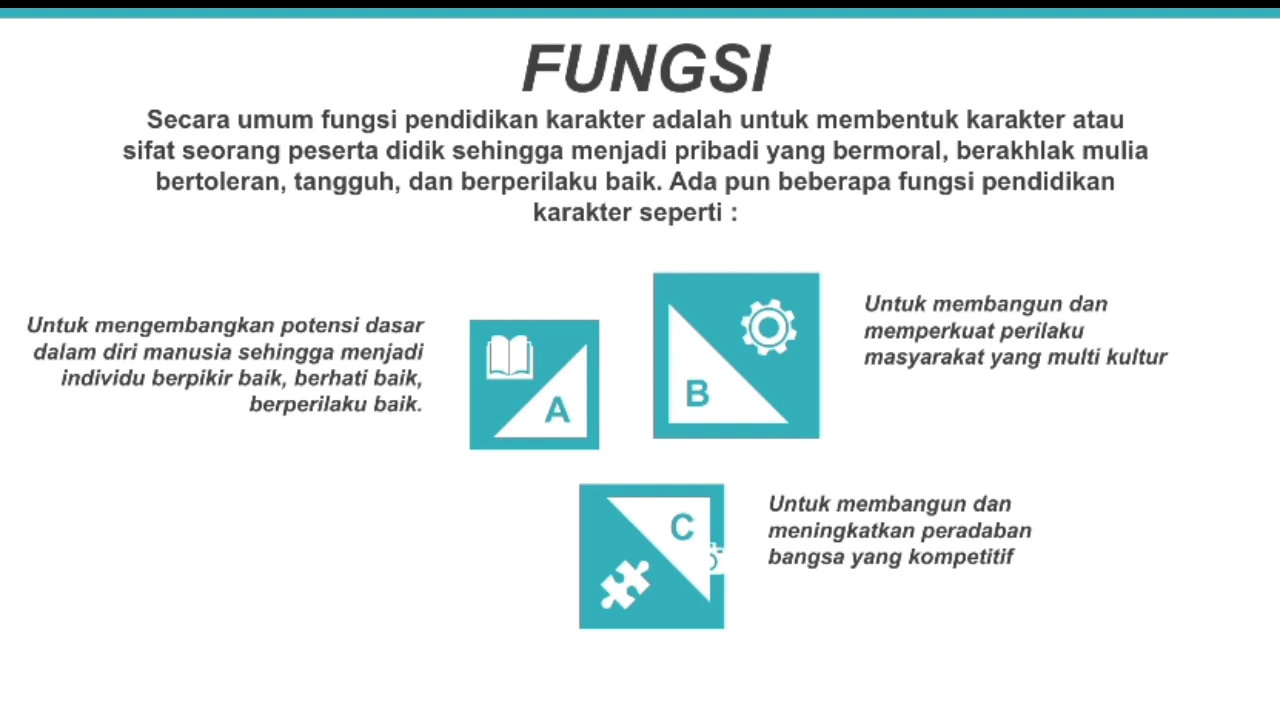 FUNGSI
Secara umum fungsi pendidikan karakter adalah untuk membentuk karakter atau
sifat seorang peserta didik sehingga menjadi pribadi yang bermoral, berakhlak mulia
bertoleran, tangguh, dan berperilaku baik. Ada pun beberapa fungsi pendidikan
karakter seperti :
Untuk mengembangkan potensi dasar
dalam diri manusia sehingga menjadi
individu berpikir baik, berhati baik,
berperilaku baik.
A
B
Untuk membangun dan
memperkuat perilaku
masyarakat yang multi kultur
C
Untuk membangun dan
meningkatkan peradaban
bangsa yang kompetitif